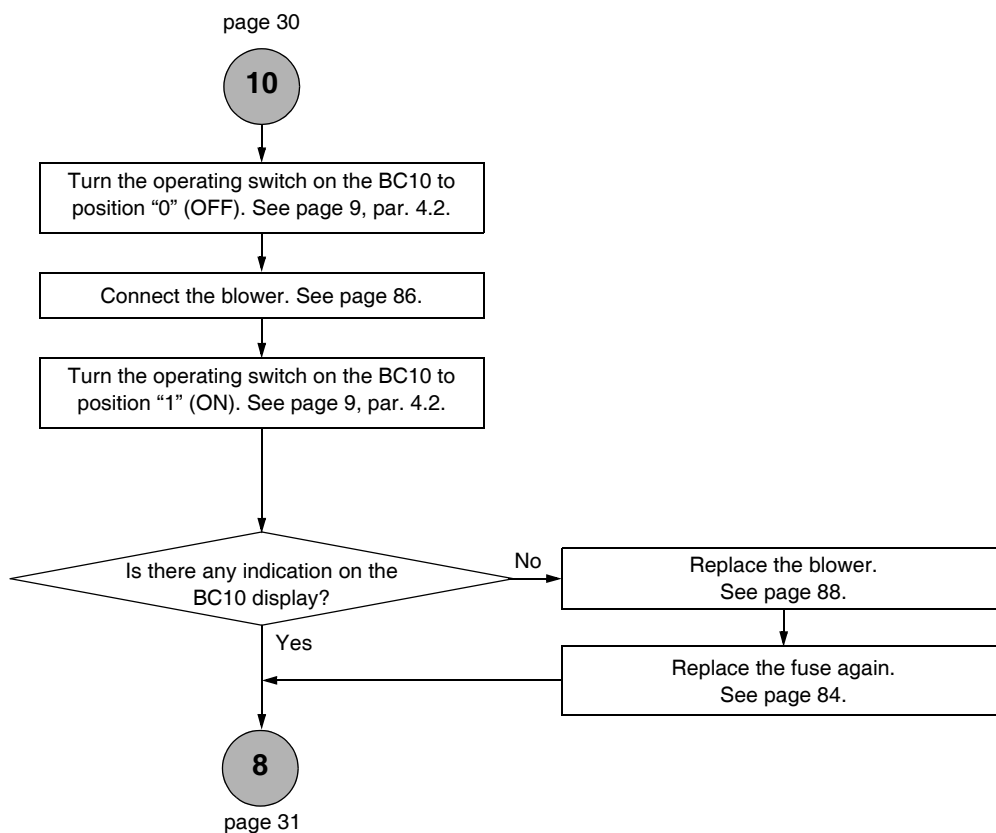 page 30
10
Turn the operating switch on the BC10 to
position “0” (OFF). See page 9, par. 4.2.
Connect the blower. See page 86.
Turn the operating switch on the BC10 to
position “1” (ON). See page 9, par. 4.2.
Is there any indication on the
BC10 display?
No
Replace the blower.
See page 88.
Yes
Replace the fuse again.
See page 84.
8
page 31